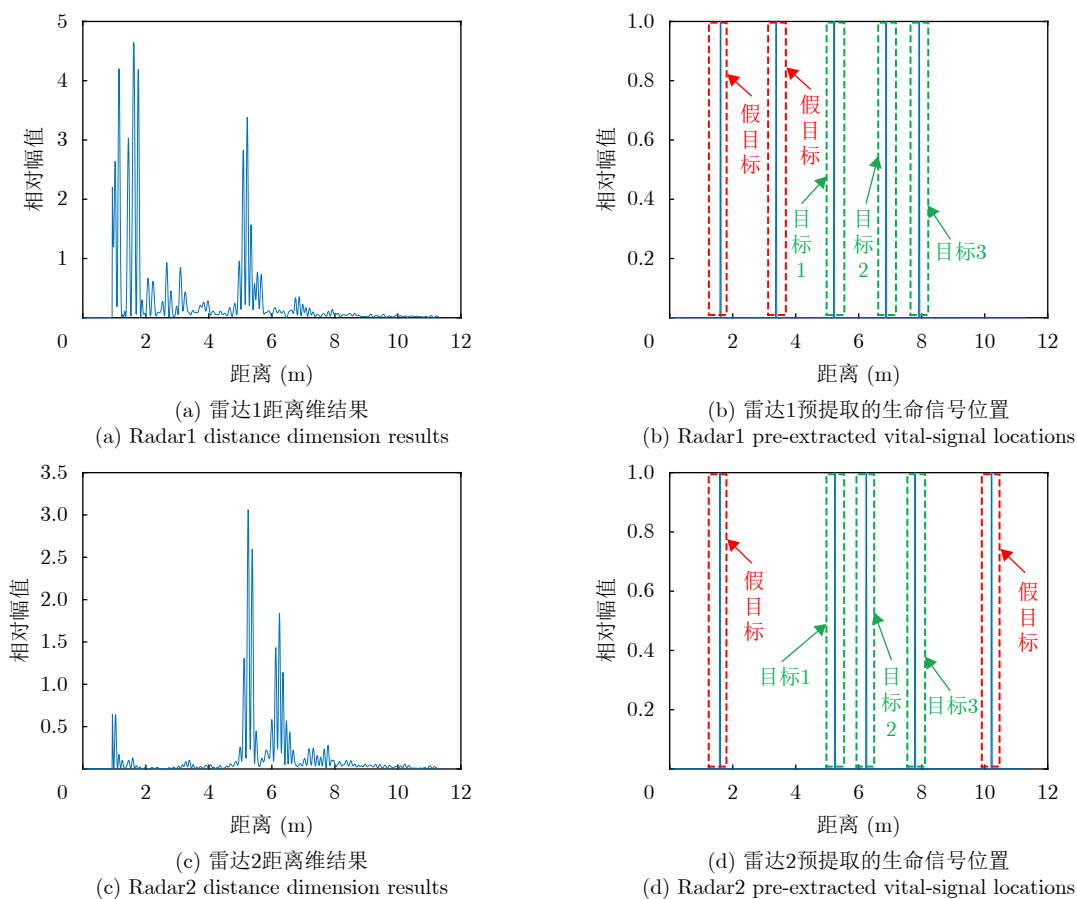 5
4
3
2
1
0
2
4
6
8
10
12
相对幅值
距离 (m)
(a) 雷达1距离维结果
(a) Radar1 distance dimension results
1.0
0.8
0.6
0.4
0.2
0
2
4
6
8
10
12
相对幅值
距离 (m)
假目标
假目标
目标1
目标2
目标3
(b) 雷达1预提取的生命信号位置
(b) Radar1 pre-extracted vital-signal locations
3.5
3.0
2.5
2.0
1.5
1.0
0.5
0
2
4
6
8
10
12
相对幅值
距离 (m)
(c) 雷达2距离维结果
(c) Radar2 distance dimension results
1.0
0.8
0.6
0.4
0.2
0
2
4
6
8
10
12
相对幅值
距离 (m)
假目标
目标1
目标2
目标3
假目标
(d) 雷达2预提取的生命信号位置
(d) Radar2 pre-extracted vital-signal locations